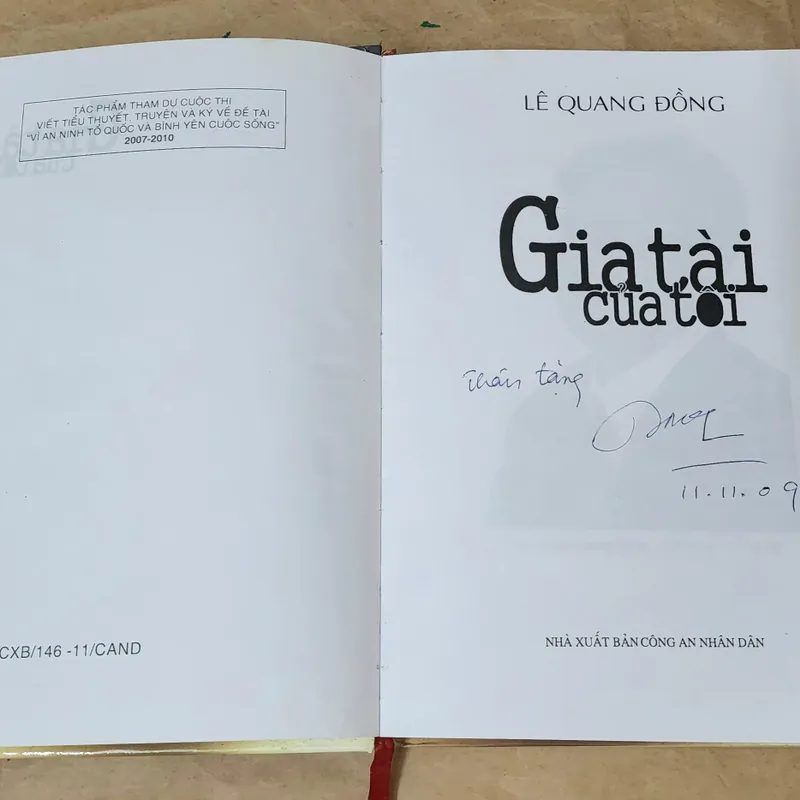 TÁC PHẨM THAM DỰ CUỘC THI
VIẾT TIỂU THUYẾT, TRUYỆN VÀ KÝ VỀ ĐỀ TÀI
"VÌ AN NINH TỔ QUỐC VÀ BÌNH YÊN CUỘC SỐNG"
2007-2010
CXB/146 -11/CAND
LÊ QUANG ĐỒNG
Gia tài
của tôi
Thân tặng
11.11.09
NHÀ XUẤT BẢN CÔNG AN NHÂN DÂN